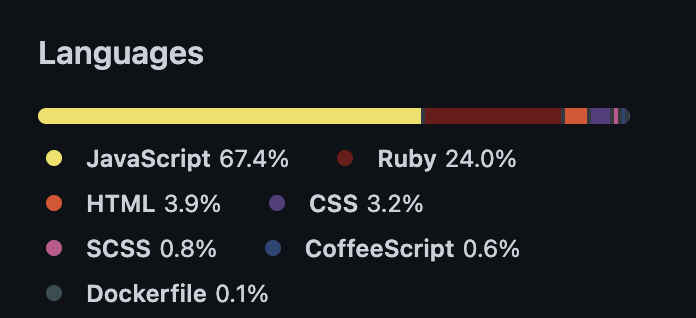 Languages
JavaScript 67.4% Ruby 24.0%
HTML 3.9% CSS 3.2%
SCSS 0.8% CoffeeScript 0.6%
Dockerfile 0.1%